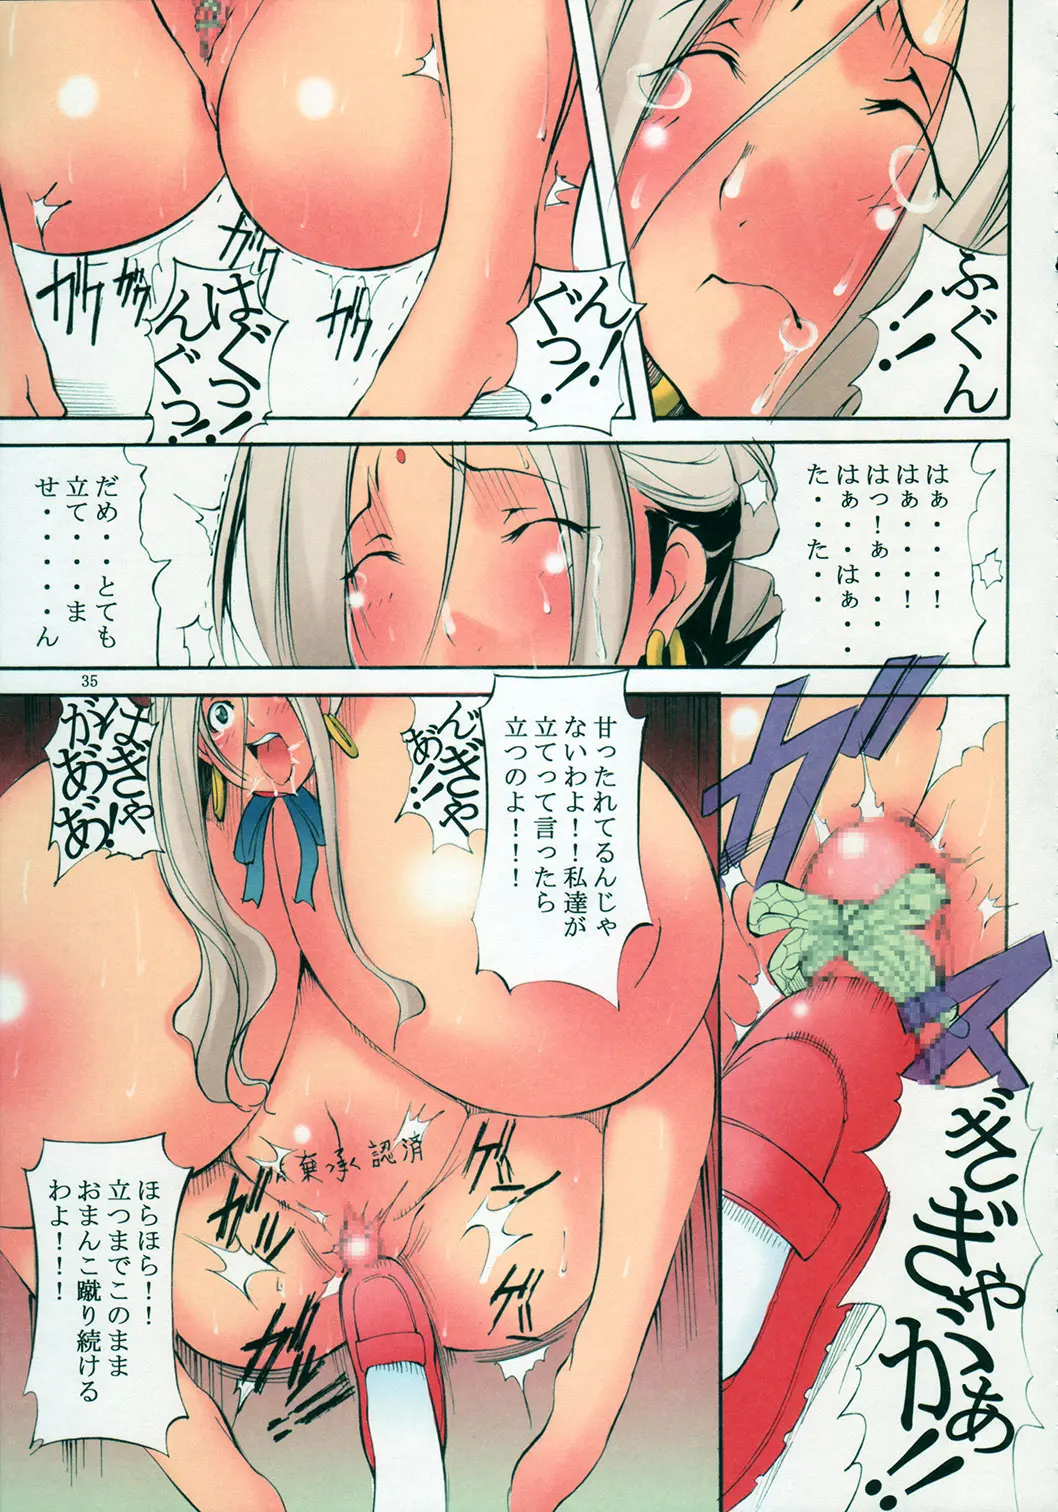 ふぐん!!
んぐっ!
はぐっ!
んぐっ!!
ガク
ガク
ガク
ガク
はぁ・・・!
はぁ・・・!
はっ!ぁ・・・
はぁ・・はぁ・・
た・・た・・
だめ・・とても
立て・・・ま
せ・・・・・ん
35
甘ったれてるんじゃ
ないわよ!!私達が
立てって言ったら
立つのよ!!!
んぎゃあ!!
はぎゃ
があああ!
ほらほら!!
立つまでこのまま
おまんこ蹴り続ける
わよ!!!
ぎぎゃがぁ!!
認済